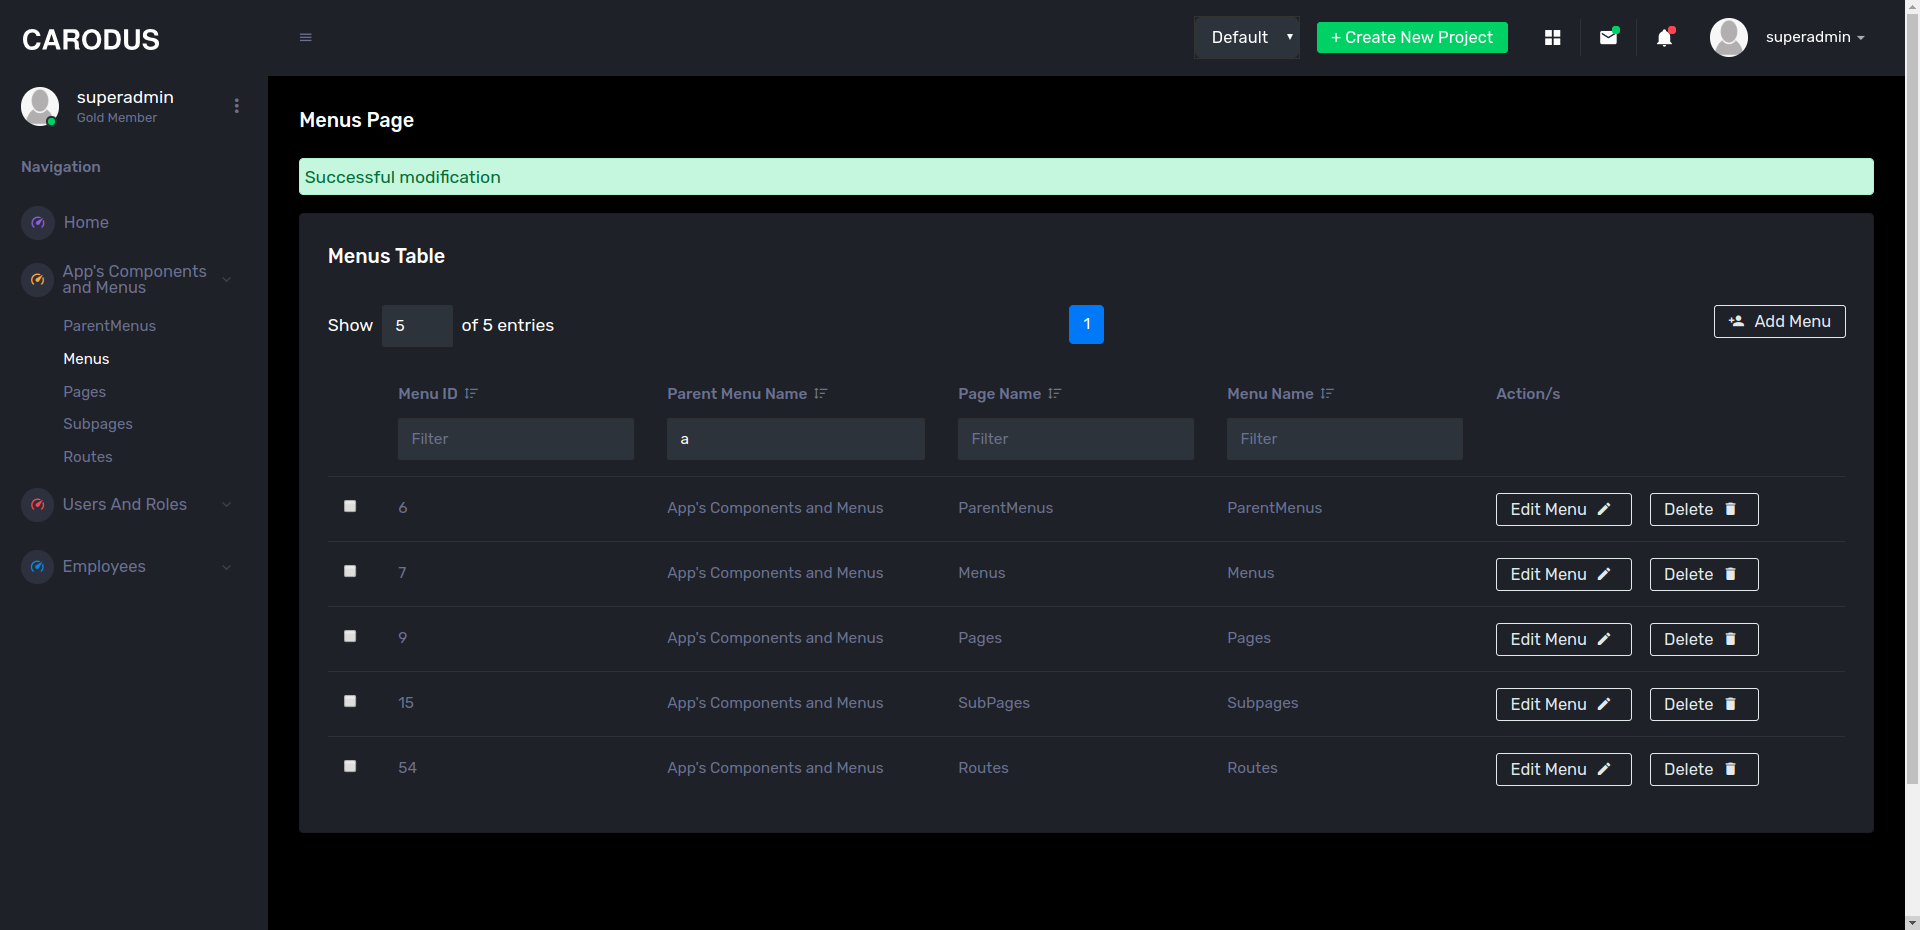 CARODUS
Default
+ Create New Project
superadmin
superadmin
Gold Member
Navigation
Home
App's Components
and Menus
ParentMenus
Menus
Pages
Subpages
Routes
Users And Roles
Employees
Menus Page
Successful modification
Menus Table
Show 5 of 5 entries
1
Add Menu
Menu ID Parent Menu Name Page Name Menu Name Action/s
Filter a Filter Filter
6 App's Components and Menus ParentMenus ParentMenus Edit Menu Delete
7 App's Components and Menus Menus Menus Edit Menu Delete
9 App's Components and Menus Pages Pages Edit Menu Delete
15 App's Components and Menus SubPages Subpages Edit Menu Delete
54 App's Components and Menus Routes Routes Edit Menu Delete